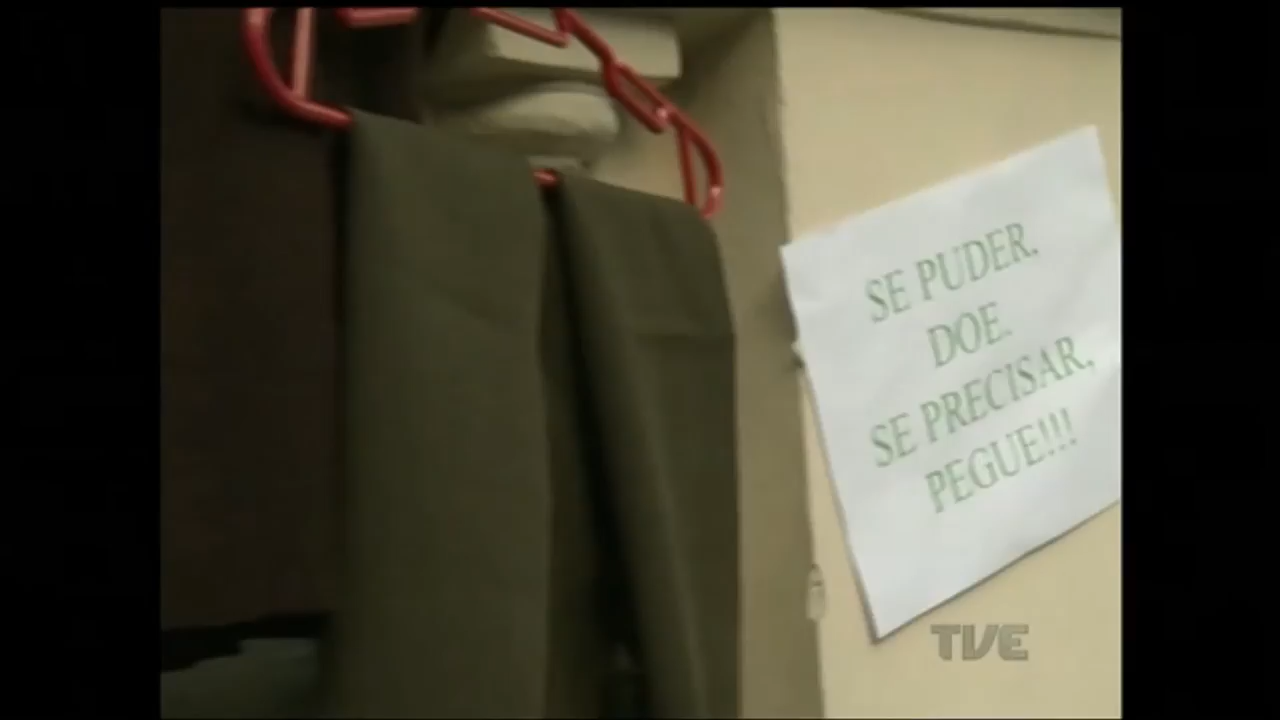 SE PUDER,
DOE.
SE PRECISAR,
PEGUE!!!
TVE